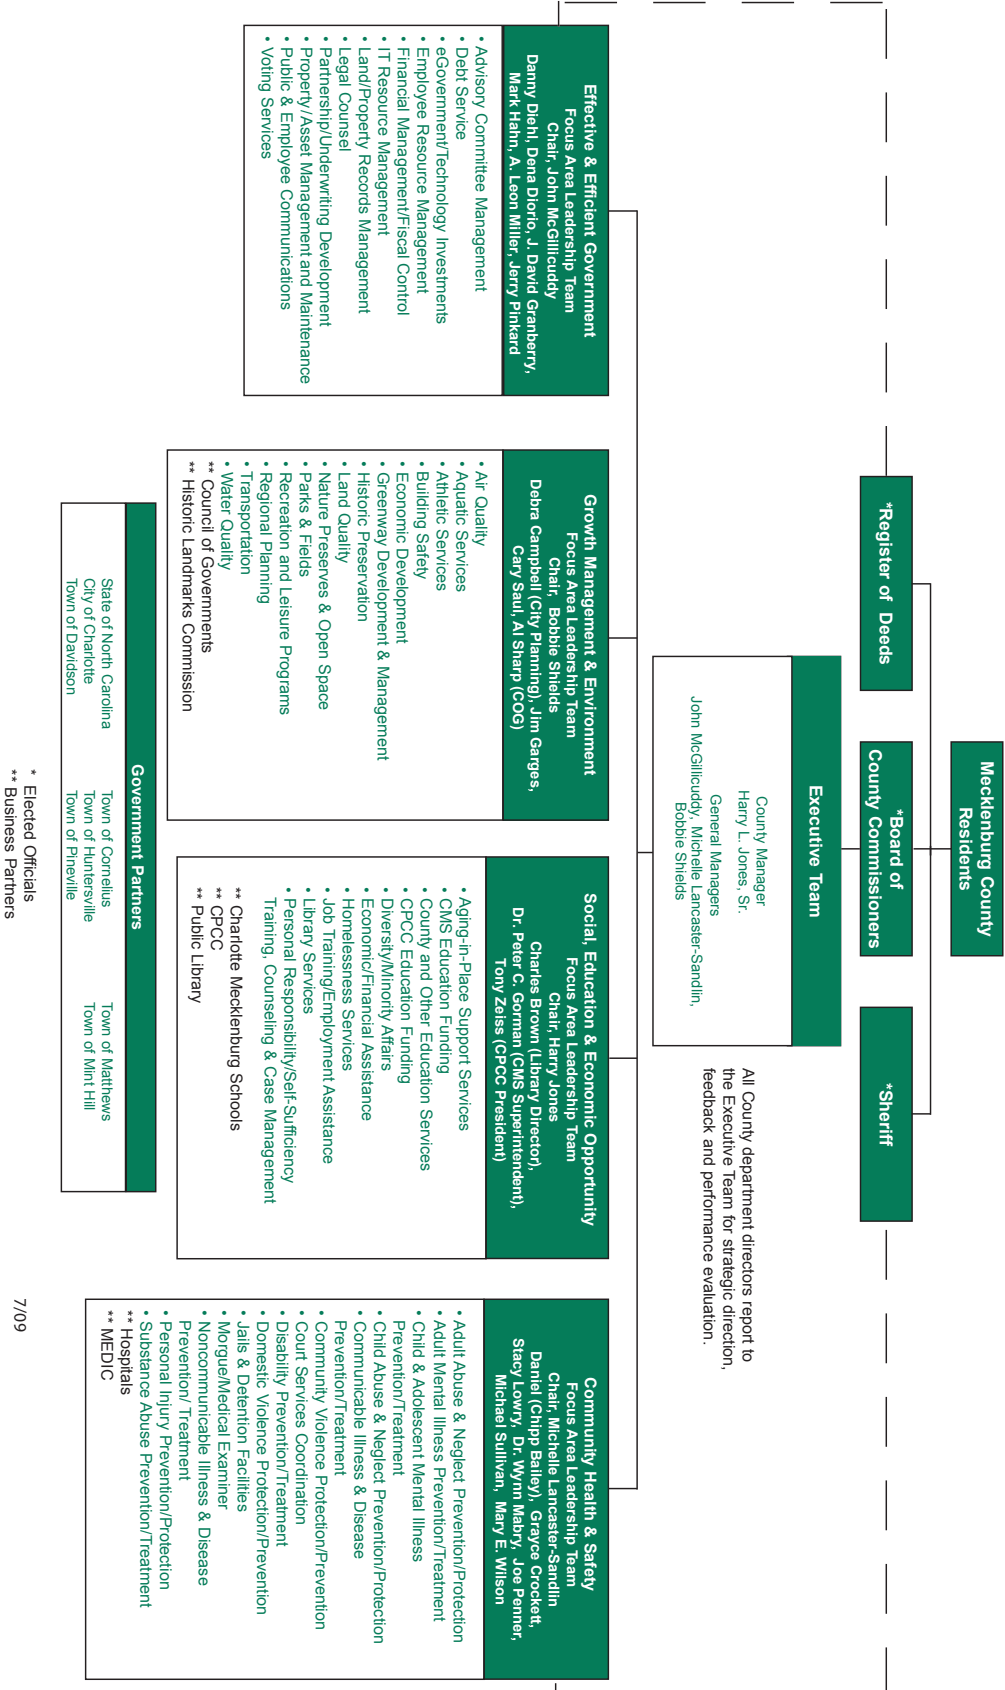 Mecklenburg County
Residents
*Register of Deeds
*Board of
County Commissioners
*Sheriff
Executive Team
County Manager
Harry L. Jones, Sr.
General Managers
John McGillicuddy, Michelle Lancaster-Sandlin,
Bobbie Shields
All County department directors report to
the Executive Team for strategic direction,
feedback and performance evaluation.
Effective & Efficient Government
Focus Area Leadership Team
Chair, John McGillicuddy
Danny Diehl, Dena Diorio, J. David Granberry,
Mark Hahn, A. Leon Miller, Jerry Pinkard
• Advisory Committee Management
• Debt Service
• eGovernment/Technology Investments
• Employee Resource Management
• Financial Management/Fiscal Control
• IT Resource Management
• Land/Property Records Management
• Legal Counsel
• Partnership/Underwriting Development
• Property/Asset Management and Maintenance
• Public & Employee Communications
• Voting Services
Growth Management & Environment
Focus Area Leadership Team
Chair, Bobbie Shields
Debra Campbell (City Planning), Jim Garges,
Cary Saul, Al Sharp (COG)
• Air Quality
• Aquatic Services
• Athletic Services
• Building Safety
• Economic Development
• Greenway Development & Management
• Historic Preservation
• Land Quality
• Nature Preserves & Open Space
• Parks & Fields
• Recreation and Leisure Programs
• Regional Planning
• Transportation
• Water Quality
** Council of Governments
** Historic Landmarks Commission
Social, Education & Economic Opportunity
Focus Area Leadership Team
Chair, Harry Jones
Charles Brown (Library Director),
Dr. Peter C. Gorman (CMS Superintendent),
Tony Zeiss (CPCC President)
• Aging-in-Place Support Services
• CMS Education Funding
• County and Other Education Services
• CPCC Education Funding
• Diversity/Minority Affairs
• Economic/Financial Assistance
• Homelessness Services
• Job Training/Employment Assistance
• Library Services
• Personal Responsibility/Self-Sufficiency
Training, Counseling & Case Management
** Charlotte Mecklenburg Schools
** CPCC
** Public Library
Community Health & Safety
Focus Area Leadership Team
Chair, Michelle Lancaster-Sandlin
Daniel (Chipp Bailey), Grayce Crockett,
Stacy Lowry, Dr. Wynn Mabry, Joe Penner,
Michael Sullivan, Mary E. Wilson
• Adult Abuse & Neglect Prevention/Protection
• Adult Mental Illness Prevention/Treatment
• Child & Adolescent Mental Illness
Prevention/Treatment
• Child Abuse & Neglect Prevention/Protection
• Communicable Illness & Disease
Prevention/Treatment
• Community Violence Protection/Prevention
• Court Services Coordination
• Disability Prevention/Treatment
• Domestic Violence Protection/Prevention
• Jails & Detention Facilities
• Morgue/Medical Examiner
• Noncommunicable Illness & Disease
Prevention/ Treatment
• Personal Injury Prevention/Protection
• Substance Abuse Prevention/Treatment
** Hospitals
** MEDIC
Government Partners
State of North Carolina
City of Charlotte
Town of Davidson
Town of Cornelius
Town of Huntersville
Town of Pineville
Town of Matthews
Town of Mint Hill
* Elected Officials
** Business Partners
7/09